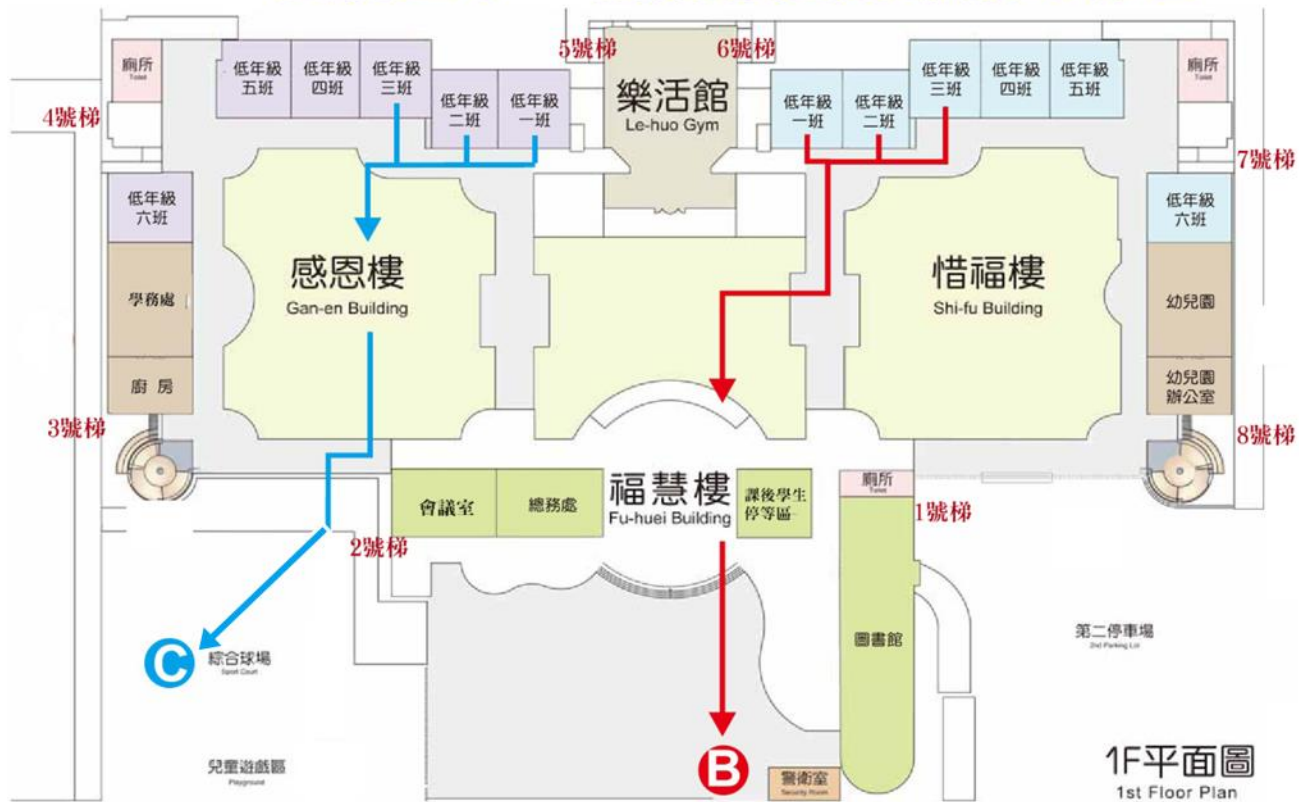 5號梯
6號梯
廁所
Toilet
低年級
五班
低年級
四班
低年級
三班
低年級
二班
低年級
一班
樂活館
Le-huo Gym
低年級
一班
低年級
二班
低年級
三班
低年級
四班
低年級
五班
廁所
Toilet
4號梯
7號梯
低年級
六班
低年級
六班
感恩樓
Gan-en Building
惜福樓
Shi-fu Building
學務處
幼兒園
廚房
幼兒園
辦公室
3號梯
8號梯
會議室
總務處
福慧樓
Fu-huei Building
課後學生
停等區一
廁所
Toilet
1號梯
2號梯
圖書館
第二停車場
2nd Parking Lot
C
綜合球場
Sport Court
兒童遊戲區
Playground
B
警衛室
Security Room
1F平面圖
1st Floor Plan